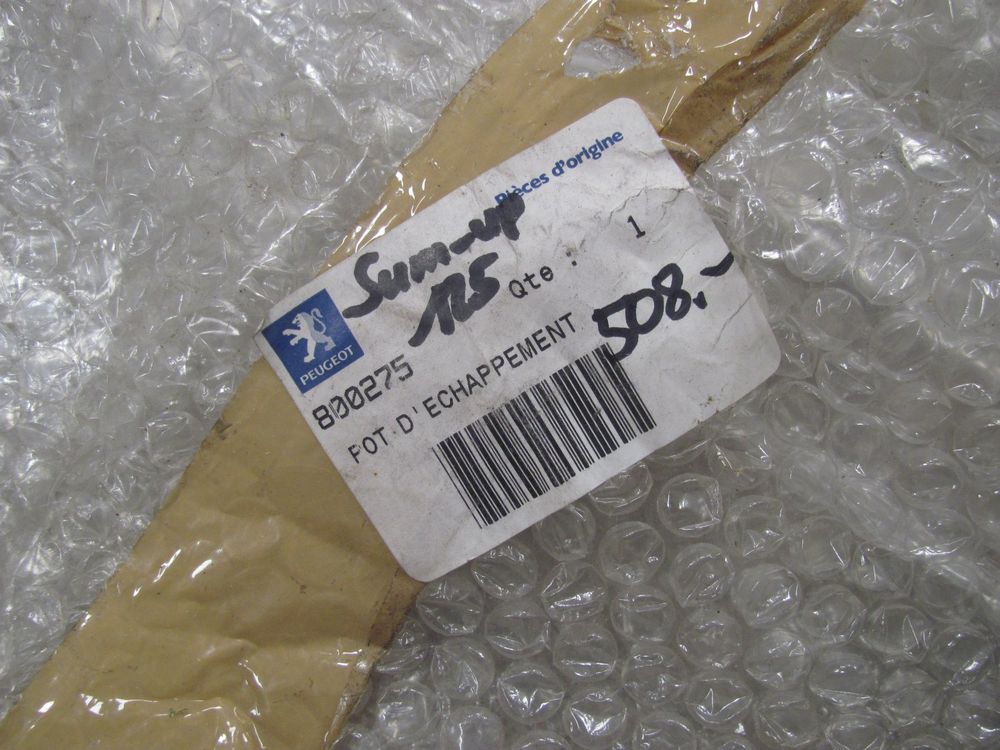 Pièces d'origine
Sum-up
125
Qte : 1
PEUGEOT
800275
508.-
POT D'ECHAPPEMENT